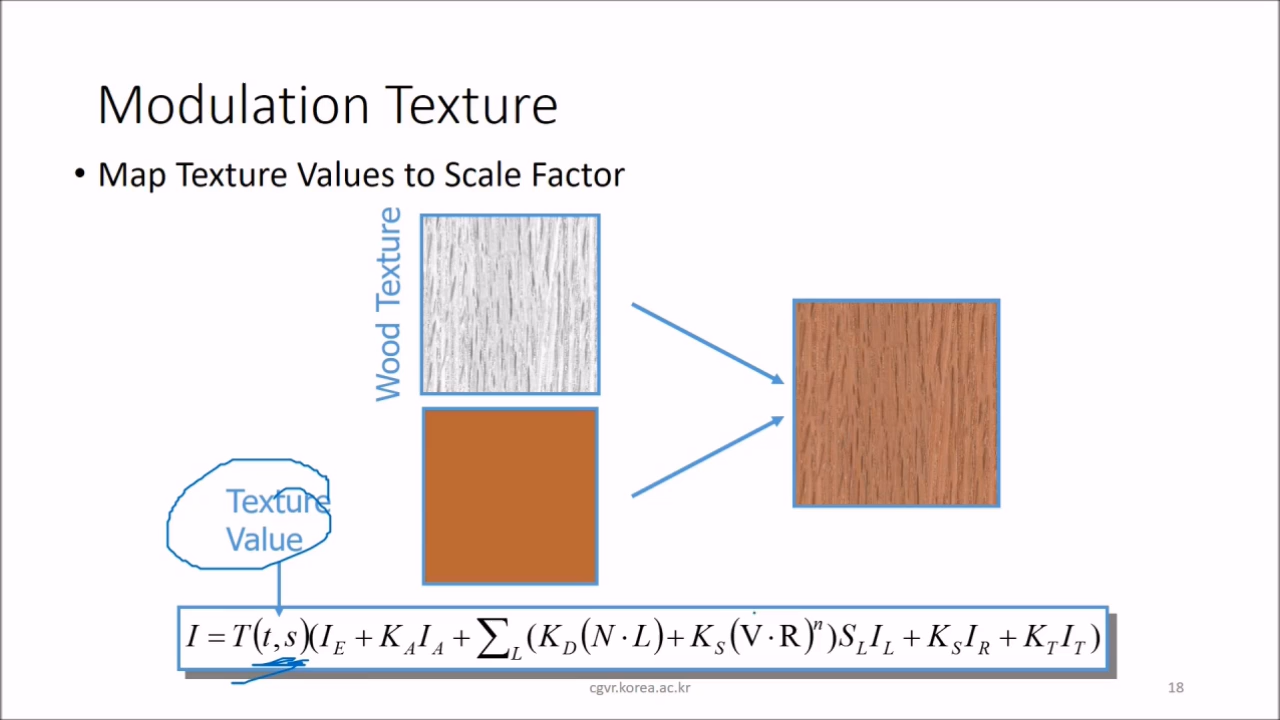 Modulation Texture
• Map Texture Values to Scale Factor
Wood Texture
Texture
Value
I = T(t,s)(I_E + K_A I_A + ∑_L (K_D(N · L) + K_S(V · R)^n)S_L I_L + K_S I_R + K_T I_T)
cgvr.korea.ac.kr
18